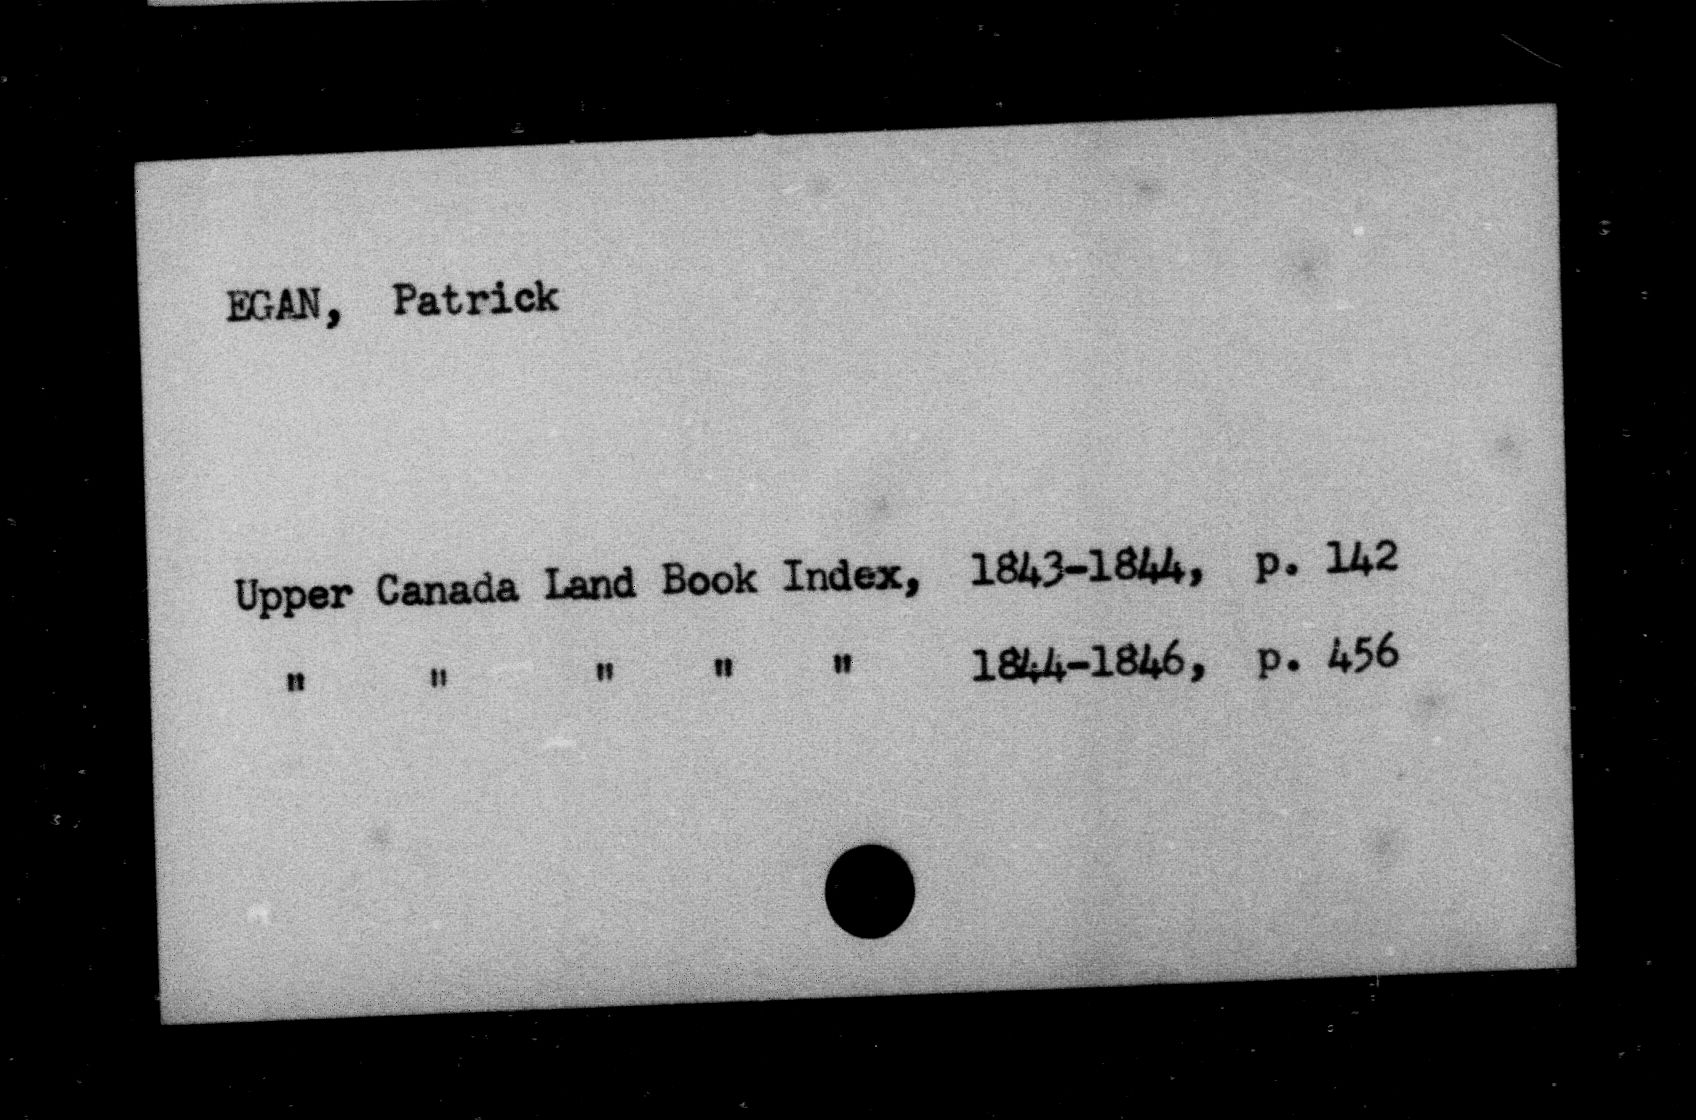 EGAN, Patrick
Upper Canada Land Book Index, 1843-1844, p. 142
" " " " " 1844-1846, p. 456